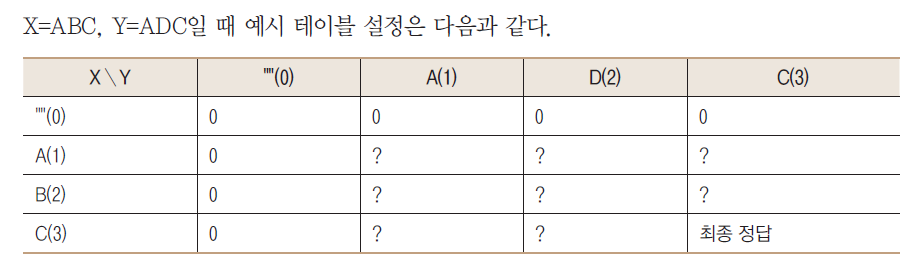 X=ABC, Y=ADC일 때 예시 테이블 설정은 다음과 같다.
X\Y ""(0) A(1) D(2) C(3)
""(0) 0 0 0 0
A(1) 0 ? ? ?
B(2) 0 ? ? ?
C(3) 0 ? ? 최종 정답